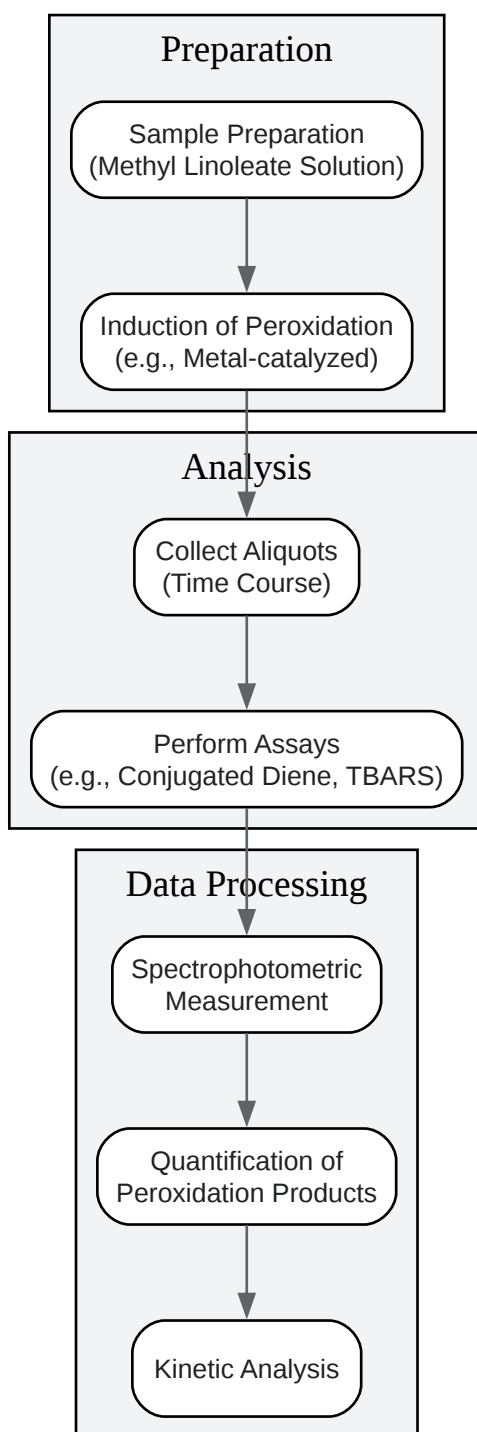 Preparation
Sample Preparation
(Methyl Linoleate Solution)
Induction of Peroxidation
(e.g., Metal-catalyzed)
Analysis
Collect Aliquots
(Time Course)
Perform Assays
(e.g., Conjugated Diene, TBARS)
Data Processing
Spectrophotometric
Measurement
Quantification of
Peroxidation Products
Kinetic Analysis